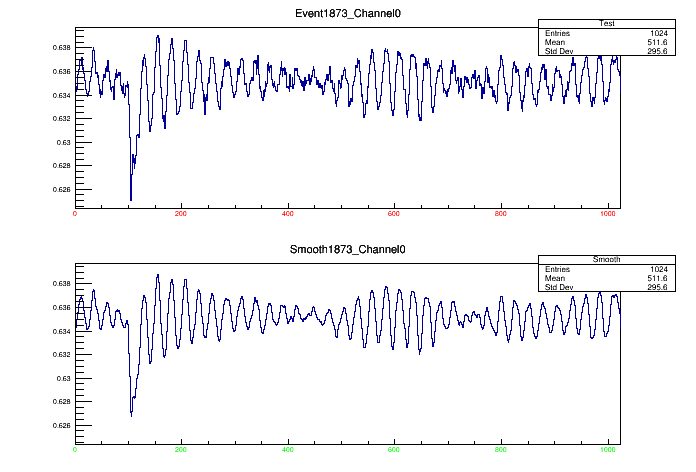 Event1873_Channel0
Test
Entries 1024
Mean 511.6
Std Dev 295.6
0.638
0.636
0.634
0.632
0.63
0.628
0.626
0 200 400 600 800 1000
Smooth1873_Channel0
Smooth
Entries 1024
Mean 511.6
Std Dev 295.6
0.638
0.636
0.634
0.632
0.63
0.628
0.626
0 200 400 600 800 1000